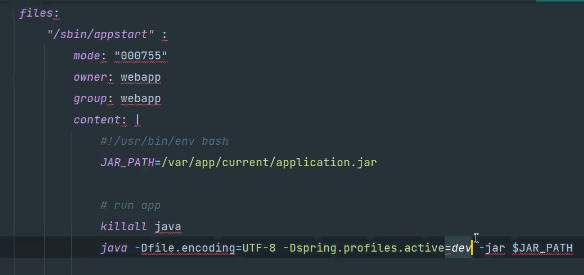 files:
"/sbin/appstart" :
mode: "000755"
owner: webapp
group: webapp
content: |
#!/usr/bin/env bash
JAR_PATH=/var/app/current/application.jar
# run app
killall java
java -Dfile.encoding=UTF-8 -Dspring.profiles.active=dev -jar $JAR_PATH